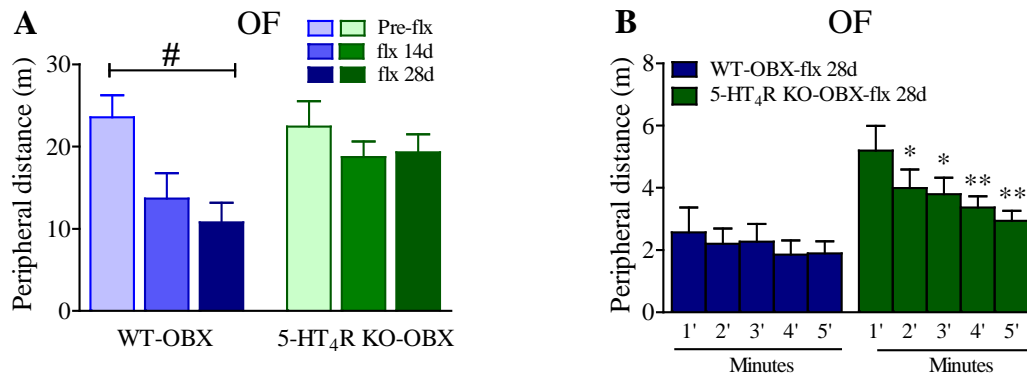 A
OF
Pre-flx
flx 14d
flx 28d
#
Peripheral distance (m)
30
20
10
0
WT-OBX
5-HT₄R KO-OBX
B
OF
WT-OBX-flx 28d
5-HT₄R KO-OBX-flx 28d
Peripheral distance (m)
8
6
4
2
0
* * ** **
1' 2' 3' 4' 5' 1' 2' 3' 4' 5'
Minutes Minutes